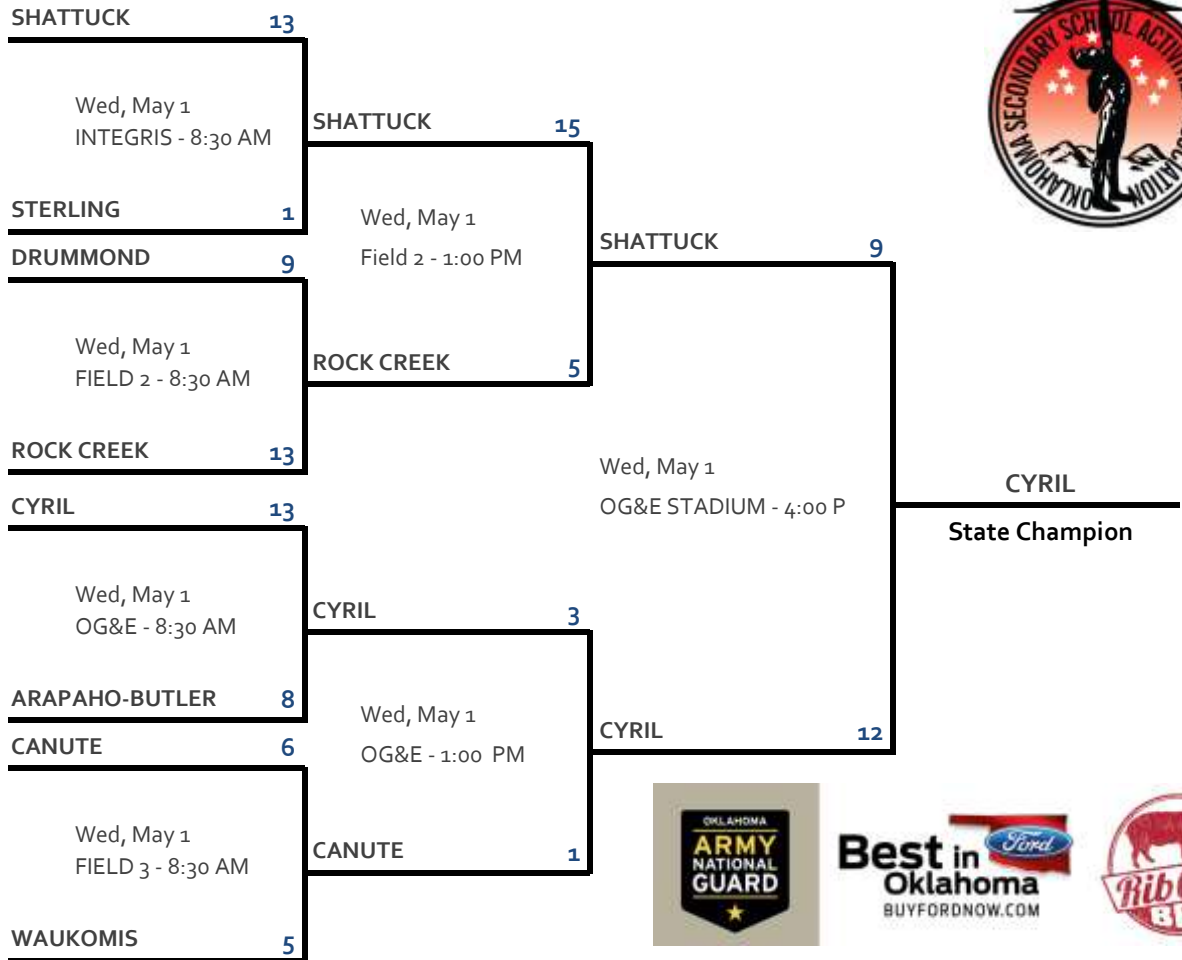 SHATTUCK 13
Wed, May 1
INTEGRIS - 8:30 AM
STERLING 1
DRUMMOND 9
Wed, May 1
FIELD 2 - 8:30 AM
ROCK CREEK 13
CYRIL 13
Wed, May 1
OG&E - 8:30 AM
ARAPAHO-BUTLER 8
CANUTE 6
Wed, May 1
FIELD 3 - 8:30 AM
WAUKOMIS 5
SHATTUCK 15
Wed, May 1
Field 2 - 1:00 PM
ROCK CREEK 5
CYRIL 3
Wed, May 1
OG&E - 1:00 PM
CANUTE 1
SHATTUCK 9
Wed, May 1
OG&E STADIUM - 4:00 P
CYRIL 12
CYRIL
State Champion
OKLAHOMA SECONDARY SCHOOL
OKLAHOMA
ARMY
NATIONAL
GUARD
Best in
Oklahoma
Ford
BUYFORDNOW.COM
Rib